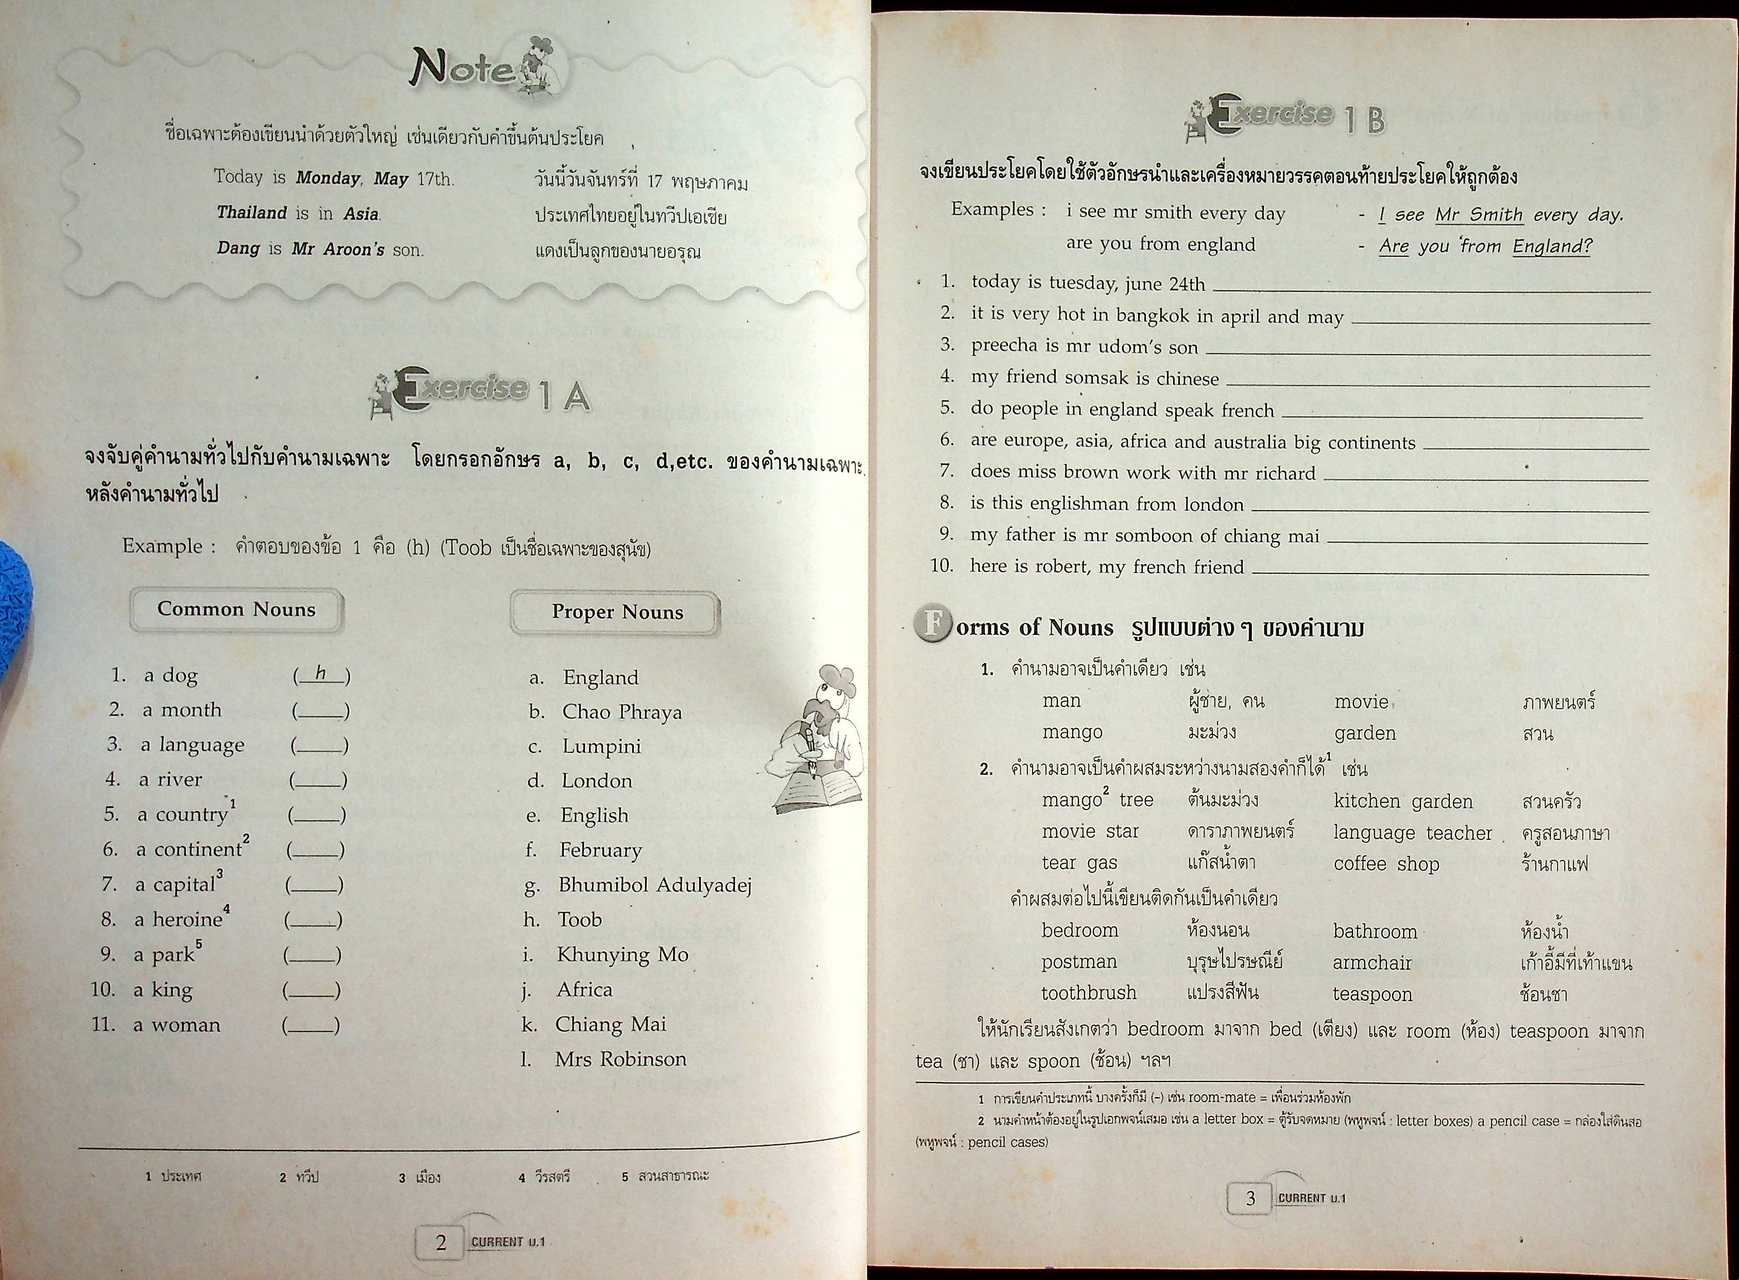 Note
ชื่อเฉพาะต้องเขียนนำด้วยตัวใหญ่ เช่นเดียวกับคำขึ้นต้นประโยค
Today is Monday, May 17th. วันนี้วันจันทร์ที่ 17 พฤษภาคม
Thailand is in Asia. ประเทศไทยอยู่ในทวีปเอเชีย
Dang is Mr Aroon's son. แดงเป็นลูกของนายอรุณ
Exercise 1 A
จงจับคู่คำนามทั่วไปกับคำนามเฉพาะ โดยกรอกอักษร a, b, c, d,etc. ของคำนามเฉพาะ
หลังคำนามทั่วไป
Example : คำตอบของข้อ 1 คือ (h) (Toob เป็นชื่อเฉพาะของสุนัข)
Common Nouns Proper Nouns
1. a dog (__h__) a. England
2. a month (____) b. Chao Phraya
3. a language (____) c. Lumpini
4. a river (____) d. London
5. a country1 (____) e. English
6. a continent2 (____) f. February
7. a capital3 (____) g. Bhumibol Adulyadej
8. a heroine4 (____) h. Toob
9. a park5 (____) i. Khunying Mo
10. a king (____) j. Africa
11. a woman (____) k. Chiang Mai
l. Mrs Robinson
1 ประเทศ 2 ทวีป 3 เมือง 4 วีรสตรี 5 สวนสาธารณะ
2 CURRENT ม.1
Exercise 1 B
จงเขียนประโยคโดยใช้ตัวอักษรนำและเครื่องหมายวรรคตอนท้ายประโยคให้ถูกต้อง
Examples : i see mr smith every day - I see Mr Smith every day.
are you from england - Are you from England?
1. today is tuesday, june 24th
2. it is very hot in bangkok in april and may
3. preecha is mr udom's son
4. my friend somsak is chinese
5. do people in england speak french
6. are europe, asia, africa and australia big continents
7. does miss brown work with mr richard
8. is this englishman from london
9. my father is mr somboon of chiang mai
10. here is robert, my french friend
Forms of Nouns รูปแบบต่าง ๆ ของคำนาม
1. คำนามอาจเป็นคำเดียว เช่น
man ผู้ชาย, คน movie ภาพยนตร์
mango มะม่วง garden สวน
2. คำนามอาจเป็นคำผสมระหว่างนามสองคำก็ได้1 เช่น
mango2 tree ต้นมะม่วง kitchen garden สวนครัว
movie star ดาราภาพยนตร์ language teacher ครูสอนภาษา
tear gas แก๊สน้ำตา coffee shop ร้านกาแฟ
คำผสมต่อไปนี้เขียนติดกันเป็นคำเดียว
bedroom ห้องนอน bathroom ห้องน้ำ
postman บุรุษไปรษณีย์ armchair เก้าอี้มีที่เท้าแขน
toothbrush แปรงสีฟัน teaspoon ช้อนชา
ให้นักเรียนสังเกตว่า bedroom มาจาก bed (เตียง) และ room (ห้อง) teaspoon มาจาก
tea (ชา) และ spoon (ช้อน) ฯลฯ
1 การเขียนคำประเภทนี้ บางครั้งก็มี (-) เช่น room-mate = เพื่อนร่วมห้องพัก
2 นามคำหน้าต้องอยู่ในรูปเอกพจน์เสมอ เช่น a letter box = ตู้รับจดหมาย (พหูพจน์ : letter boxes) a pencil case = กล่องใส่ดินสอ
(พหูพจน์ : pencil cases)
3 CURRENT ม.1